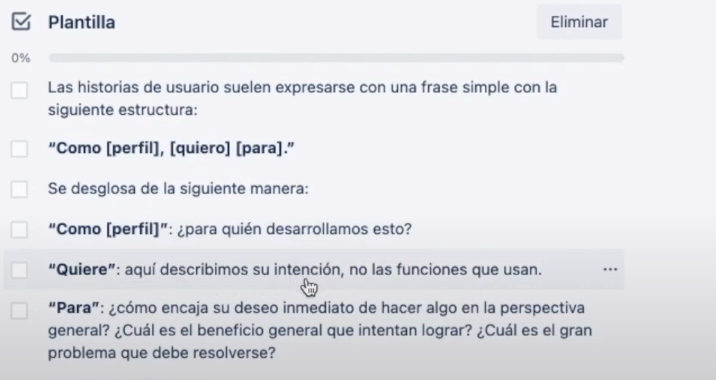 Plantilla
Eliminar
0%
Las historias de usuario suelen expresarse con una frase simple con la
siguiente estructura:
“Como [perfil], [quiero] [para].”
Se desglosa de la siguiente manera:
“Como [perfil]”: ¿para quién desarrollamos esto?
“Quiere”: aquí describimos su intención, no las funciones que usan.
“Para”: ¿cómo encaja su deseo inmediato de hacer algo en la perspectiva
general? ¿Cuál es el beneficio general que intentan lograr? ¿Cuál es el gran
problema que debe resolverse?